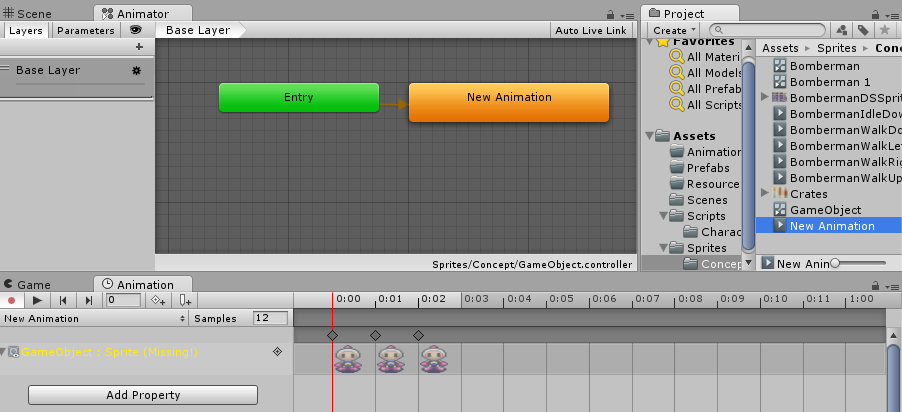 Scene Animator
Layers Parameters
Base Layer
Auto Live Link
Base Layer
Entry
New Animation
Sprites/Concept/GameObject.controller
Project
Create
Favorites
All Materi
All Models
All Prefab
All Scripts
Assets
Animation
Prefabs
Resource
Scenes
Scripts
Charac
Sprites
Concep
Assets Sprites Conc
Bomberman
Bomberman 1
BombermanDSSprit
BombermanIdleDow
BombermanWalkDo
BombermanWalkLef
BombermanWalkRig
BombermanWalkUp
Crates
GameObject
New Animation
New Anin
Game Animation
0
0:00 0:01 0:02 0:03 0:04 0:05 0:06 0:07 0:08 0:09 0:10 0:11 1:00
New Animation Samples 12
GameObject : Sprite (Missing!)
Add Property